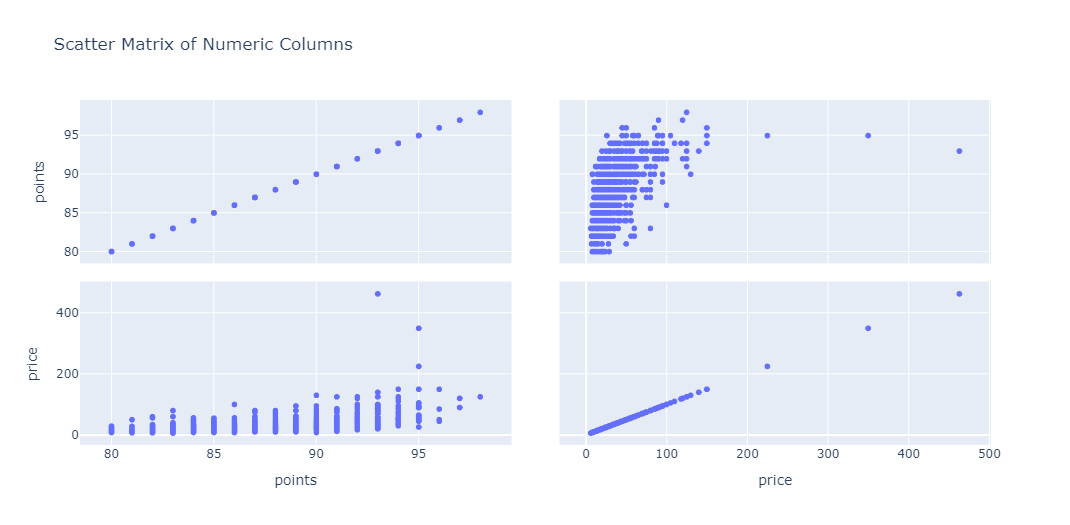 Scatter Matrix of Numeric Columns
95
90
85
80
points
400
200
0
price
80 85 90 95
0 100 200 300 400 500
points
price